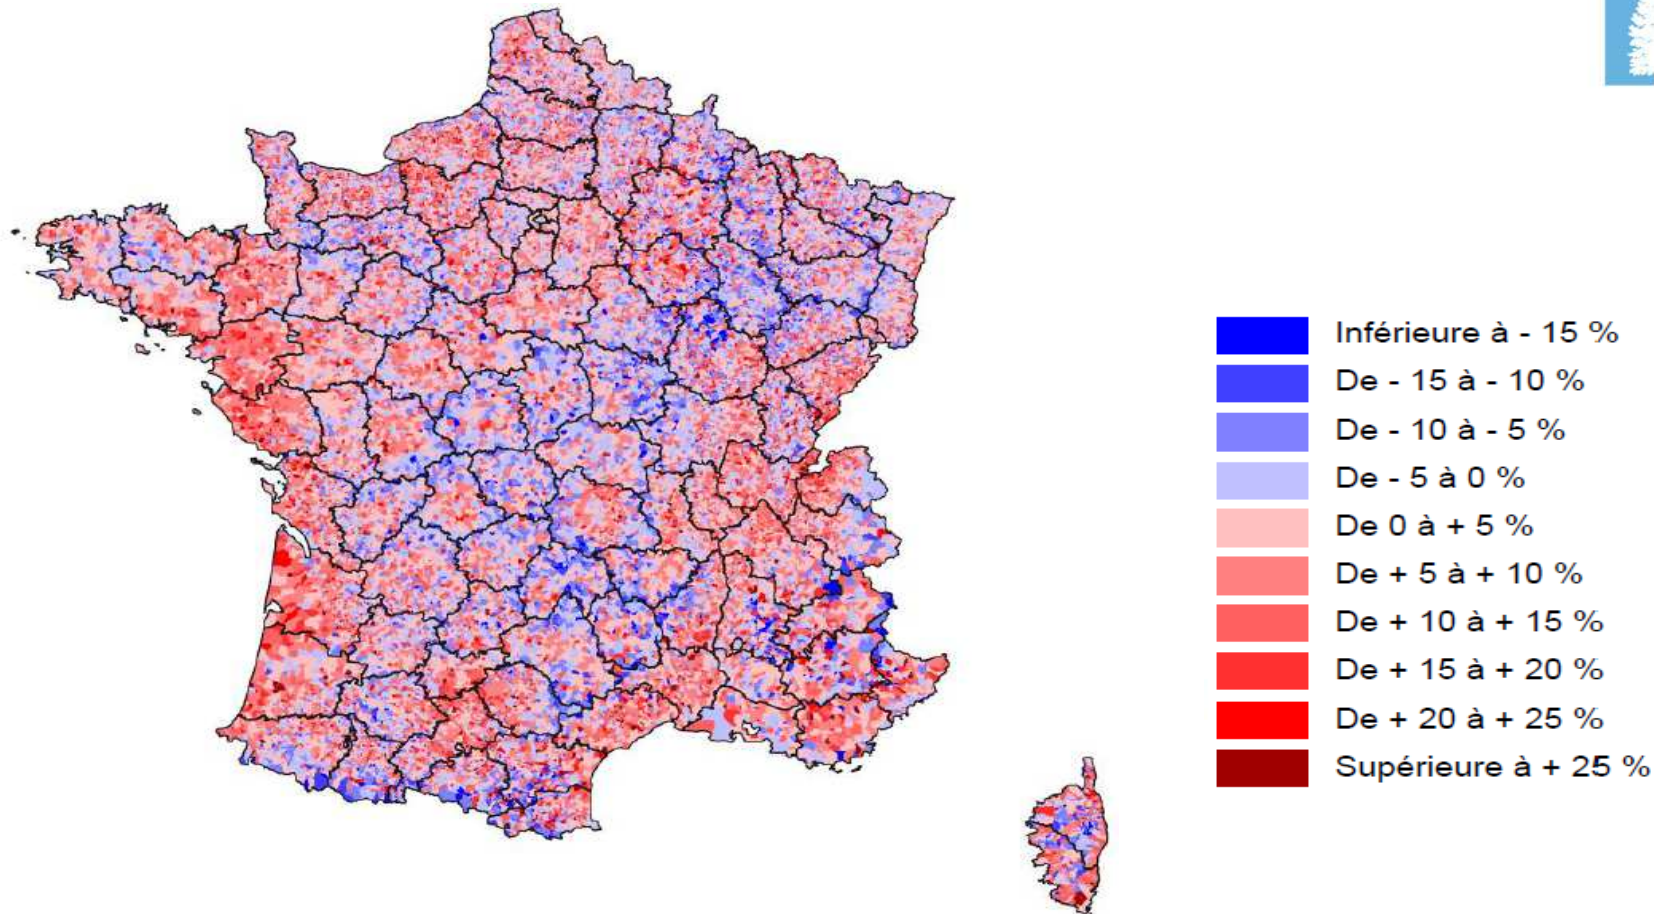 Inférieure à - 15 %
De - 15 à - 10 %
De - 10 à - 5 %
De - 5 à 0 %
De 0 à + 5 %
De + 5 à + 10 %
De + 10 à + 15 %
De + 15 à + 20 %
De + 20 à + 25 %
Supérieure à + 25 %